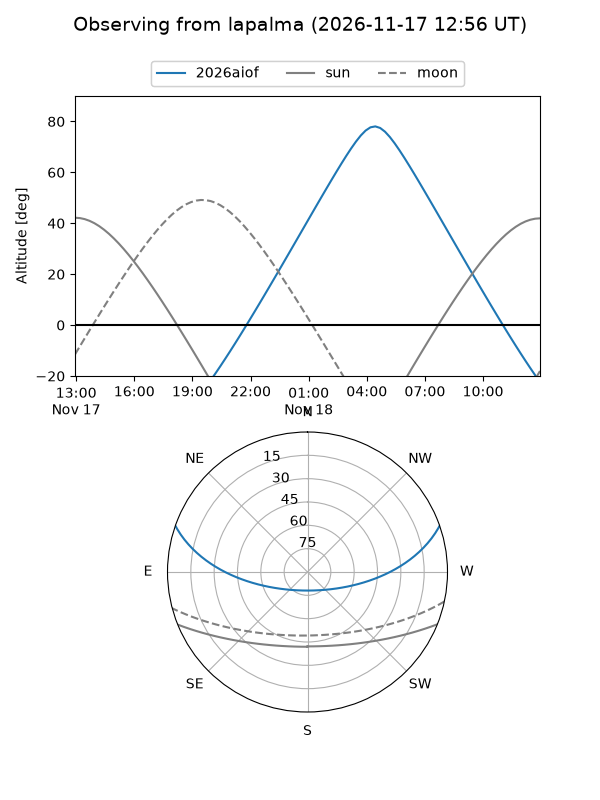 Observing from lapalma (2026-11-17 12:56 UT)
2026aiof sun moon
Altitude [deg]
80
60
40
20
0
−20
13:00 16:00 19:00 22:00 01:00 04:00 07:00 10:00
Nov 17 Nov 18
N
NE NW
15
30
45
60
75
E W
SE SW
S